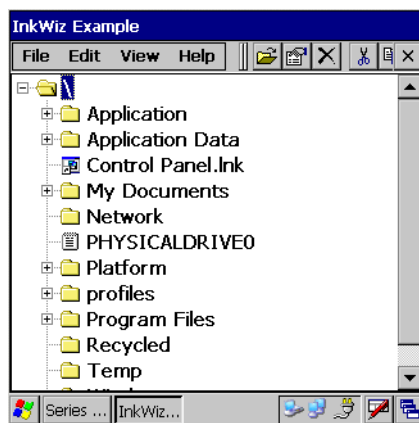 InkWiz Example
File Edit View Help
\
Application
Application Data
Control Panel.lnk
My Documents
Network
PHYSICALDRIVE0
Platform
profiles
Program Files
Recycled
Temp
Series ... InkWiz...